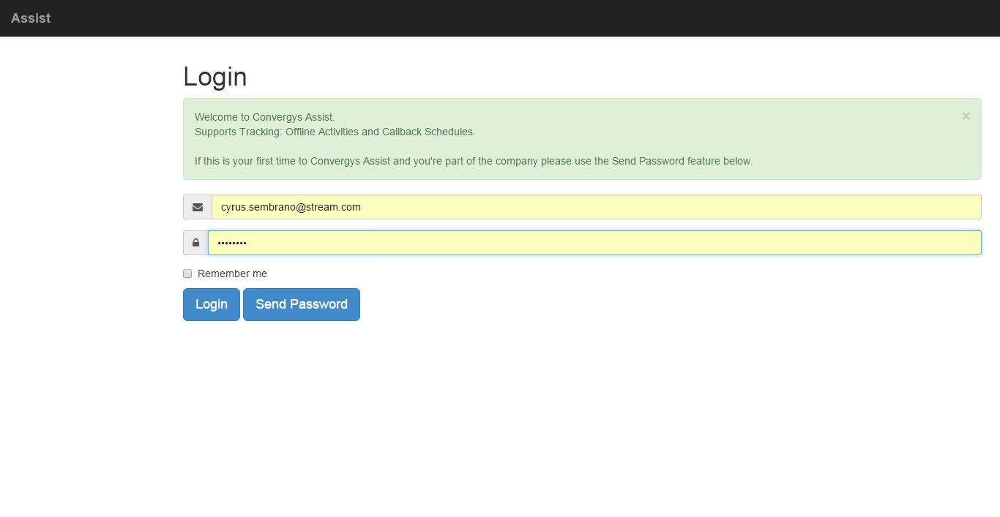 Assist
Login
Welcome to Convergys Assist.
Supports Tracking: Offline Activities and Callback Schedules.
If this is your first time to Convergys Assist and you're part of the company please use the Send Password feature below.
cyrus.sembrano@stream.com
••••••••
Remember me
Login Send Password